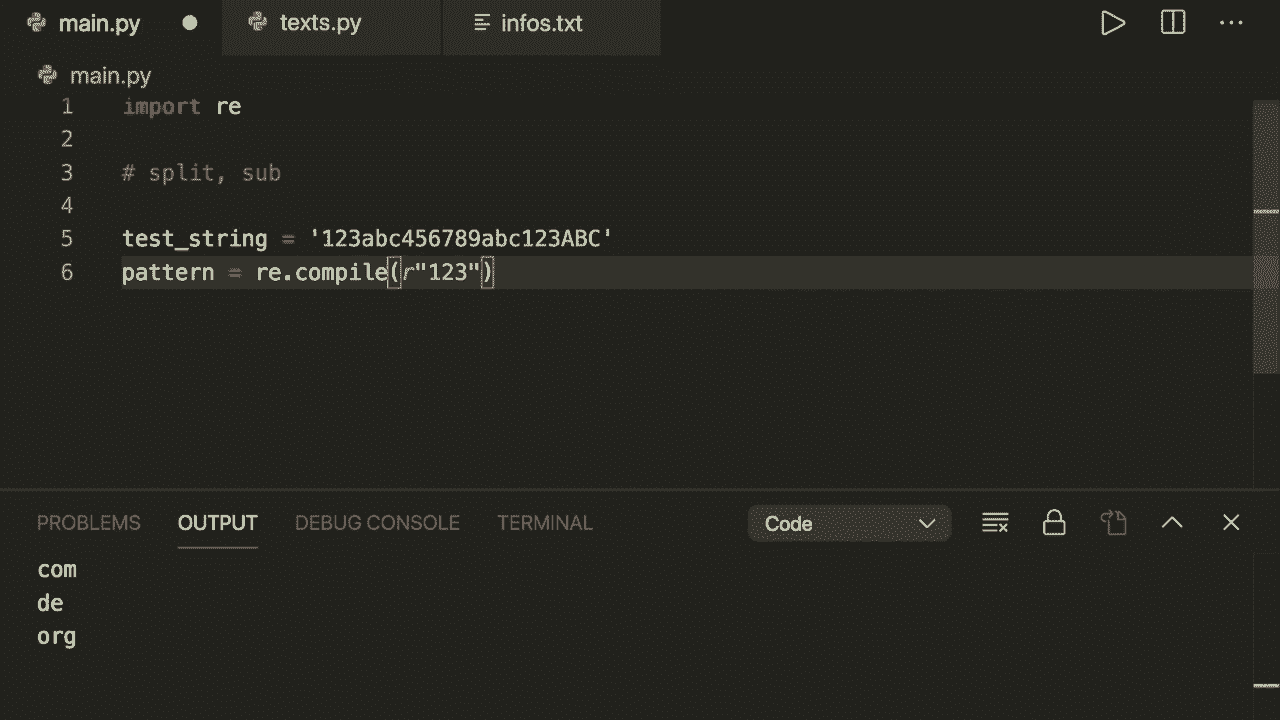 main.py texts.py infos.txt
main.py
1 import re
2
3 # split, sub
4
5 test_string = '123abc456789abc123ABC'
6 pattern = re.compile(r"123")
PROBLEMS OUTPUT DEBUG CONSOLE TERMINAL Code
com
de
org